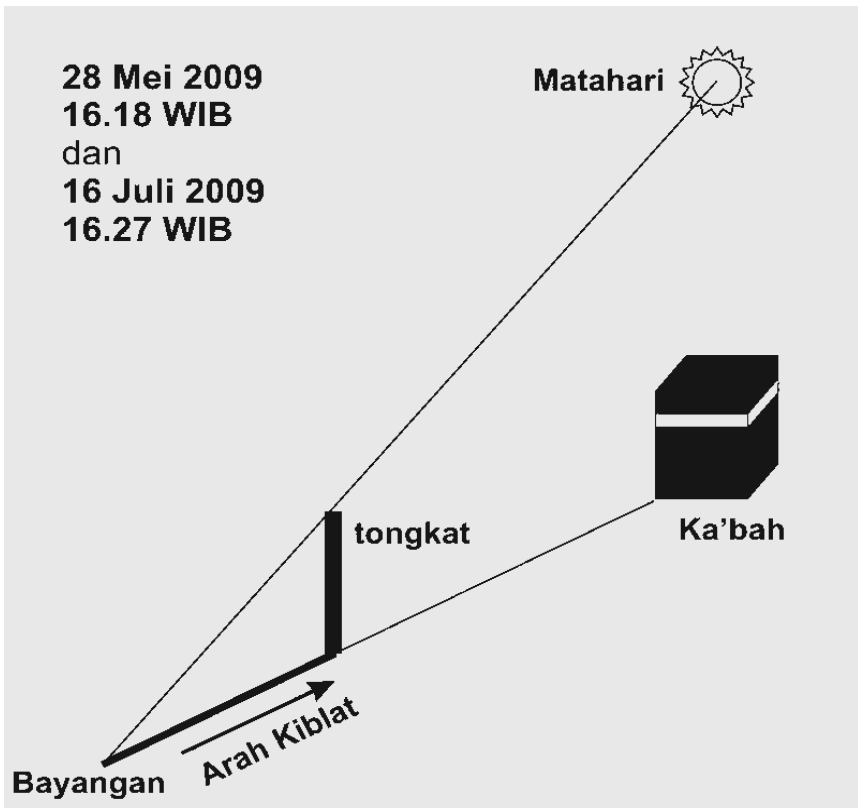 28 Mei 2009
16.18 WIB
dan
16 Juli 2009
16.27 WIB
Matahari
tongkat
Ka'bah
Arah Kiblat
Bayangan